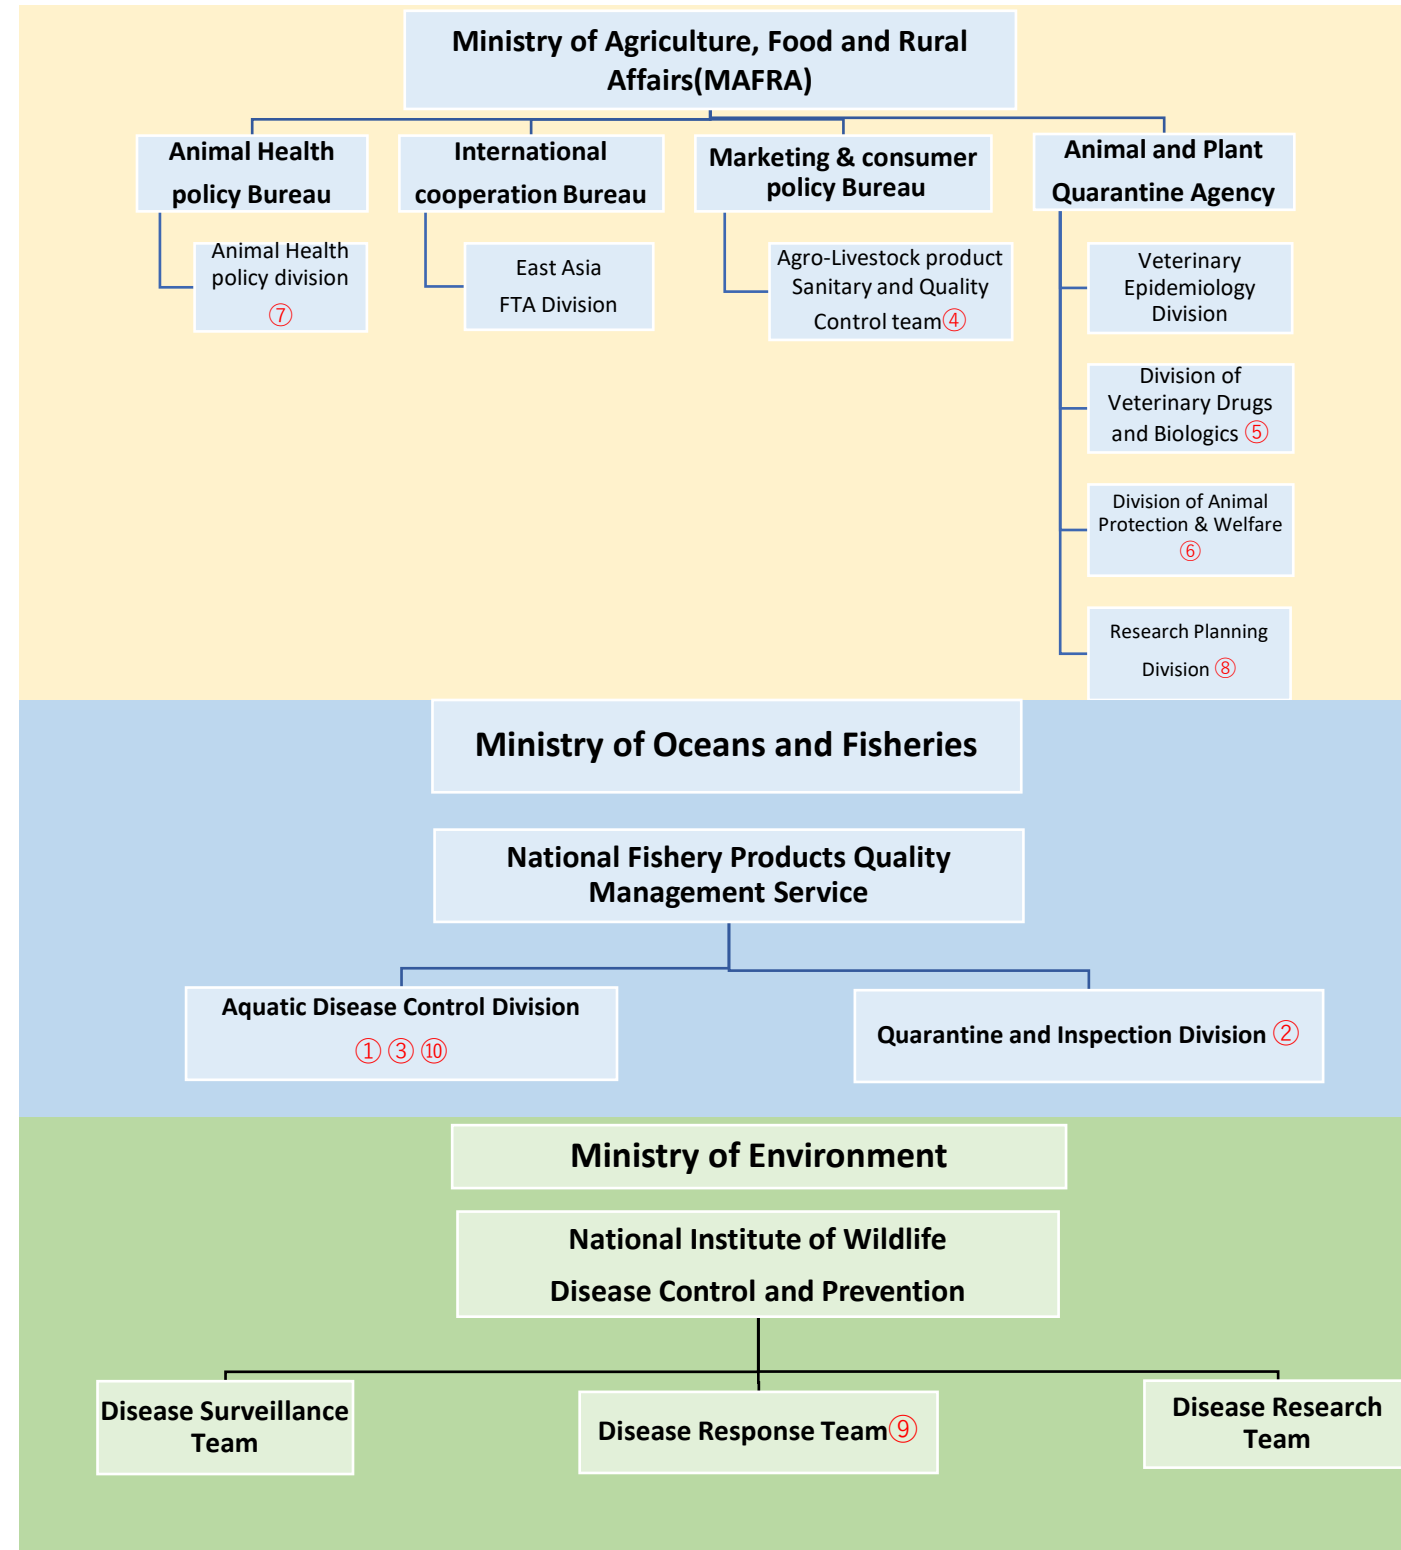 Ministry of Agriculture, Food and Rural
Affairs(MAFRA)
Animal Health
policy Bureau
Animal Health
policy division
⑦
International
cooperation Bureau
East Asia
FTA Division
Marketing & consumer
policy Bureau
Agro-Livestock product
Sanitary and Quality
Control team④
Animal and Plant
Quarantine Agency
Veterinary
Epidemiology
Division
Division of
Veterinary Drugs
and Biologics ⑤
Division of Animal
Protection & Welfare
⑥
Research Planning
Division ⑧
Ministry of Oceans and Fisheries
National Fishery Products Quality
Management Service
Aquatic Disease Control Division
① ③ ⑩
Quarantine and Inspection Division ②
Ministry of Environment
National Institute of Wildlife
Disease Control and Prevention
Disease Surveillance
Team
Disease Response Team⑨
Disease Research
Team